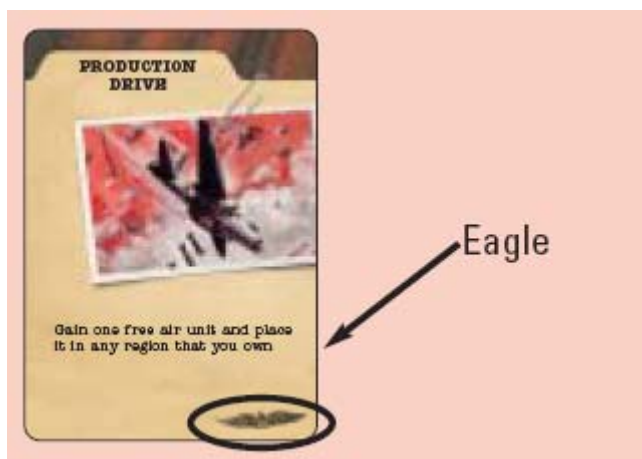 PRODUCTION
DRIVE
Eagle
Gain one free air unit and place
it in any region that you own